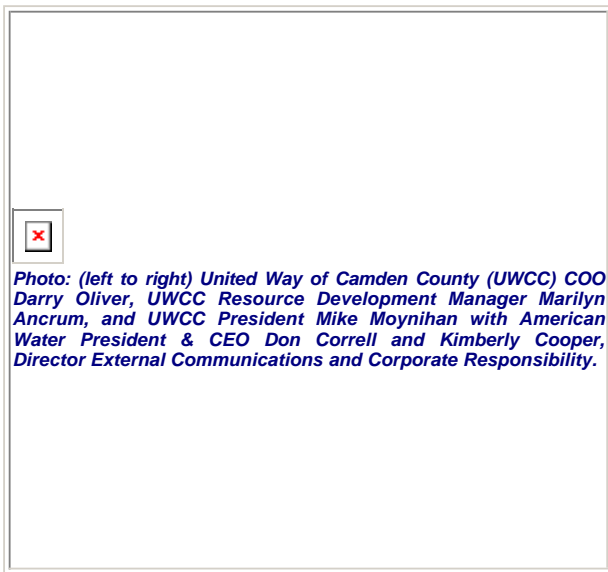 Photo: (left to right) United Way of Camden County (UWCC) COO
Darry Oliver, UWCC Resource Development Manager Marilyn
Ancrum, and UWCC President Mike Moynihan with American
Water President & CEO Don Correll and Kimberly Cooper,
Director External Communications and Corporate Responsibility.